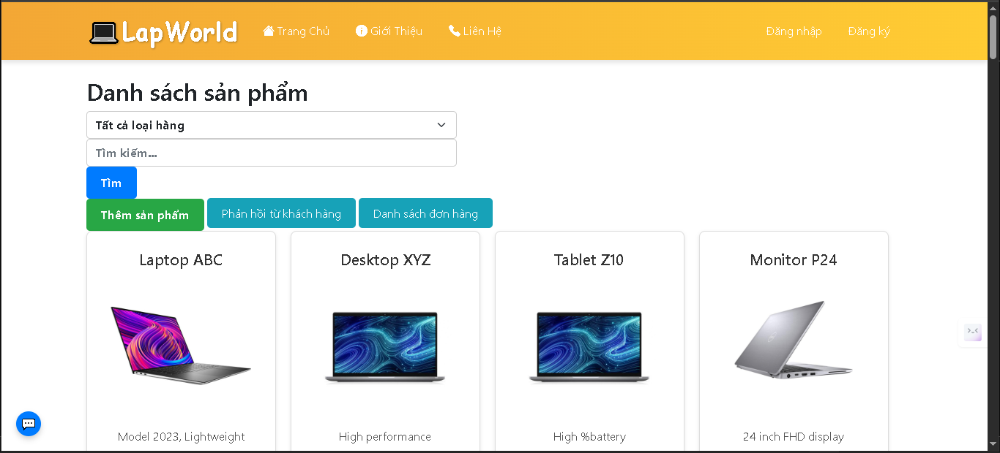 LapWorld Trang Chủ Giới Thiệu Liên Hệ Đăng nhập Đăng ký
Danh sách sản phẩm
Tất cả loại hàng
Tìm kiếm...
Tìm
Thêm sản phẩm Phản hồi từ khách hàng Danh sách đơn hàng
Laptop ABC Desktop XYZ Tablet Z10 Monitor P24
Model 2023, Lightweight High performance High %battery 24 inch FHD display